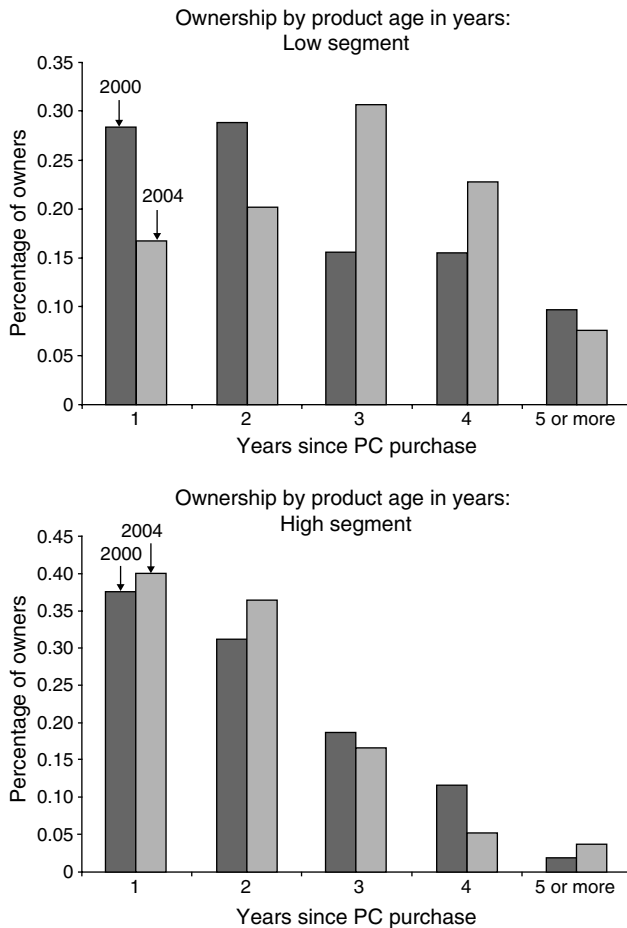 Ownership by product age in years:
Low segment
0.35
0.30
0.25
0.20
0.15
0.10
0.05
0
Percentage of owners
2000
2004
1 2 3 4 5 or more
Years since PC purchase
Ownership by product age in years:
High segment
0.45
0.40
0.35
0.30
0.25
0.20
0.15
0.10
0.05
0
Percentage of owners
2004
2000
1 2 3 4 5 or more
Years since PC purchase